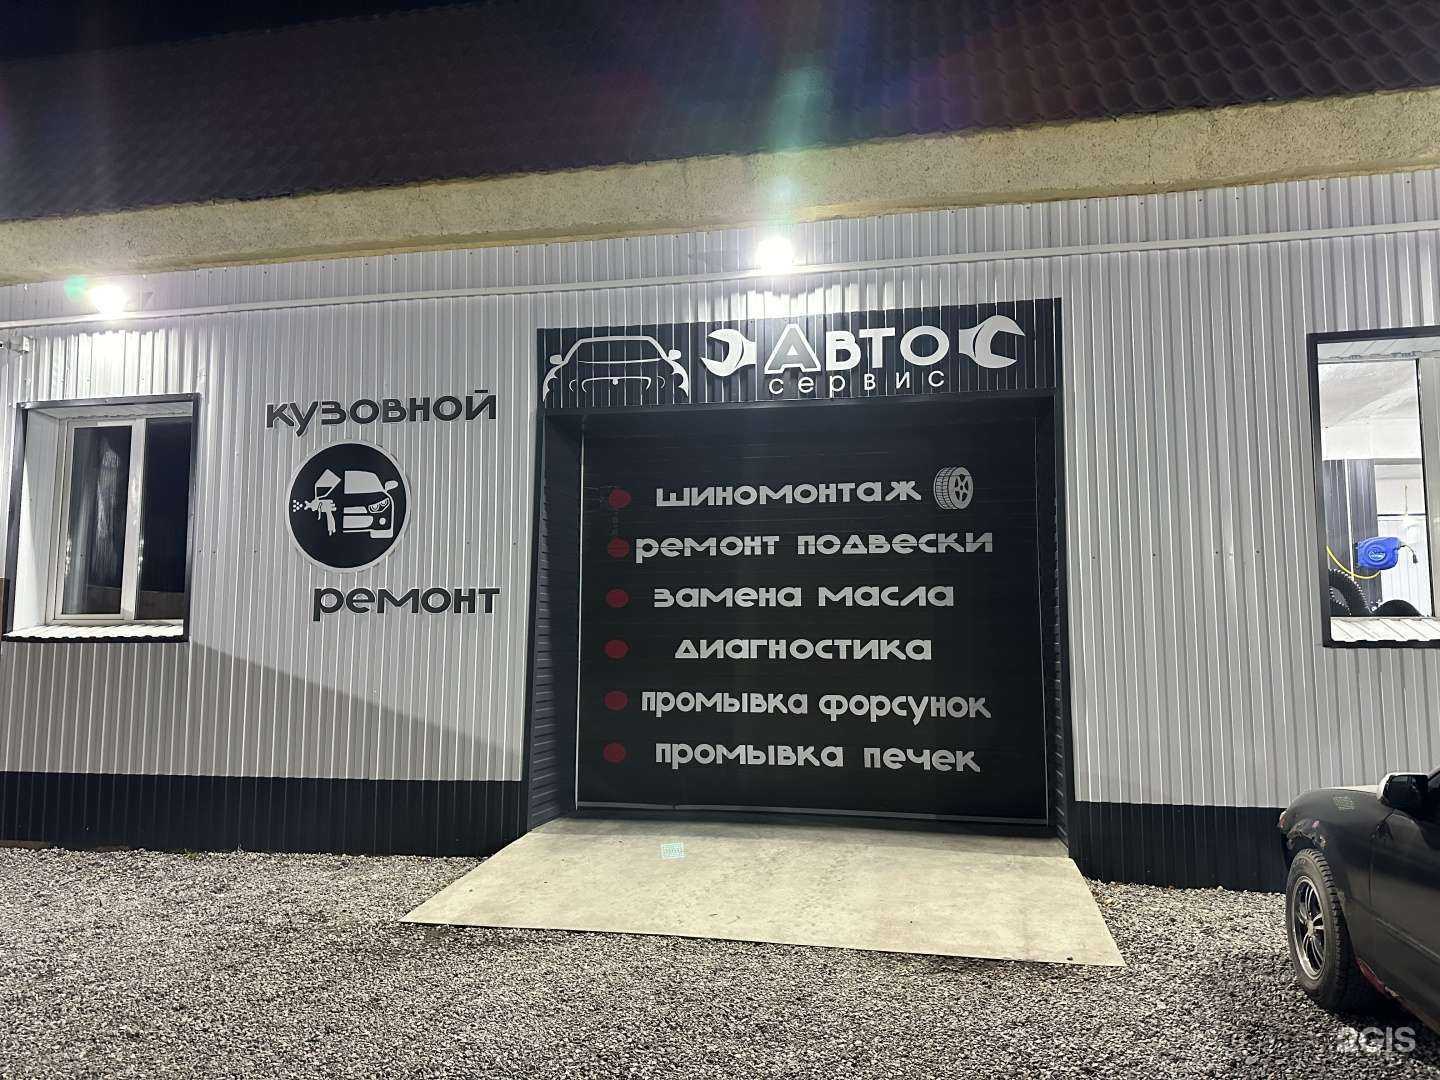 Авто
сервис
кузовной
ремонт
шиномонтаж
ремонт подвески
замена масла
диагностика
промывка форсунок
промывка печек
2GIS